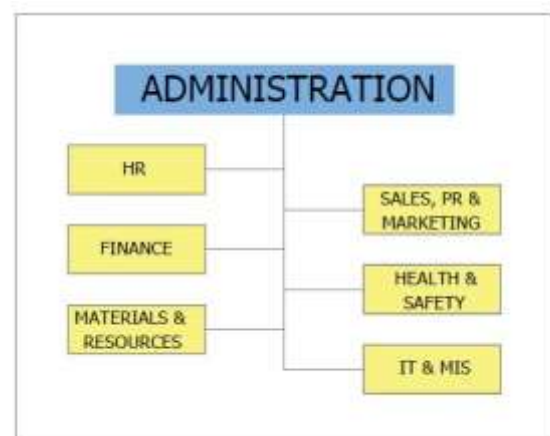 ADMINISTRATION
HR
SALES, PR &
MARKETING
FINANCE
HEALTH &
SAFETY
MATERIALS &
RESOURCES
IT & MIS